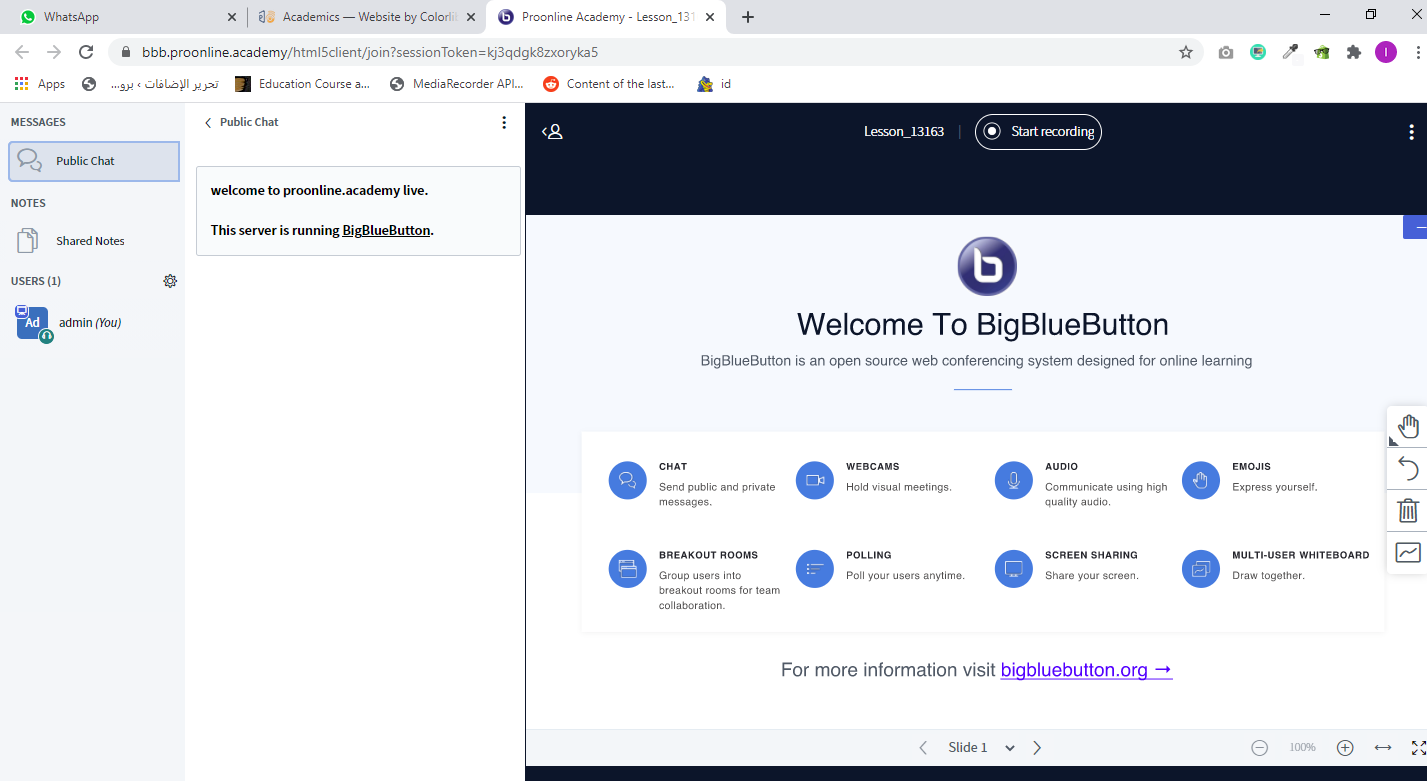 WhatsApp
Academics — Website by Colorlib
Proonline Academy - Lesson_131
bbb.proonline.academy/html5client/join?sessionToken=kj3qdgk8zxoryka5
I
Apps
تحرير الإضافات ‹ برو...
Education Course a...
MediaRecorder API...
Content of the last...
id
MESSAGES
Public Chat
NOTES
Shared Notes
USERS (1)
Ad
admin (You)
Public Chat
welcome to proonline.academy live.
This server is running BigBlueButton.
Lesson_13163
Start recording
b
Welcome To BigBlueButton
BigBlueButton is an open source web conferencing system designed for online learning
CHAT
Send public and private
messages.
WEBCAMS
Hold visual meetings.
AUDIO
Communicate using high
quality audio.
EMOJIS
Express yourself.
BREAKOUT ROOMS
Group users into
breakout rooms for team
collaboration.
POLLING
Poll your users anytime.
SCREEN SHARING
Share your screen.
MULTI-USER WHITEBOARD
Draw together.
For more information visit bigbluebutton.org →
Slide 1
100%